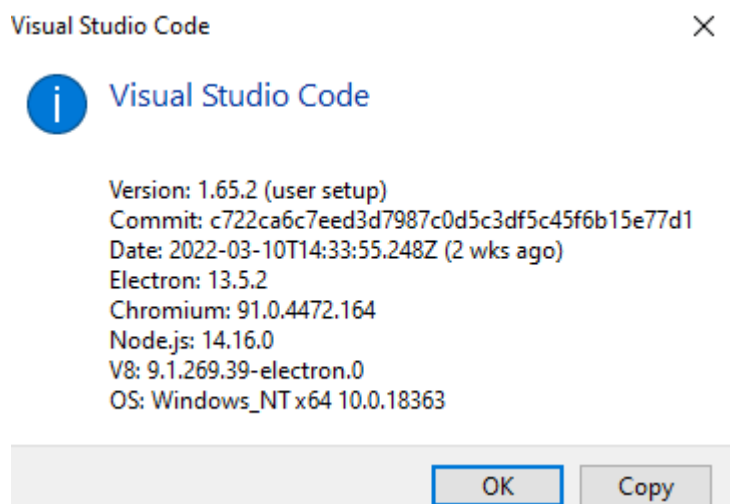 Visual Studio Code
Visual Studio Code
Version: 1.65.2 (user setup)
Commit: c722ca6c7eed3d7987c0d5c3df5c45f6b15e77d1
Date: 2022-03-10T14:33:55.248Z (2 wks ago)
Electron: 13.5.2
Chromium: 91.0.4472.164
Node.js: 14.16.0
V8: 9.1.269.39-electron.0
OS: Windows_NT x64 10.0.18363
OK Copy